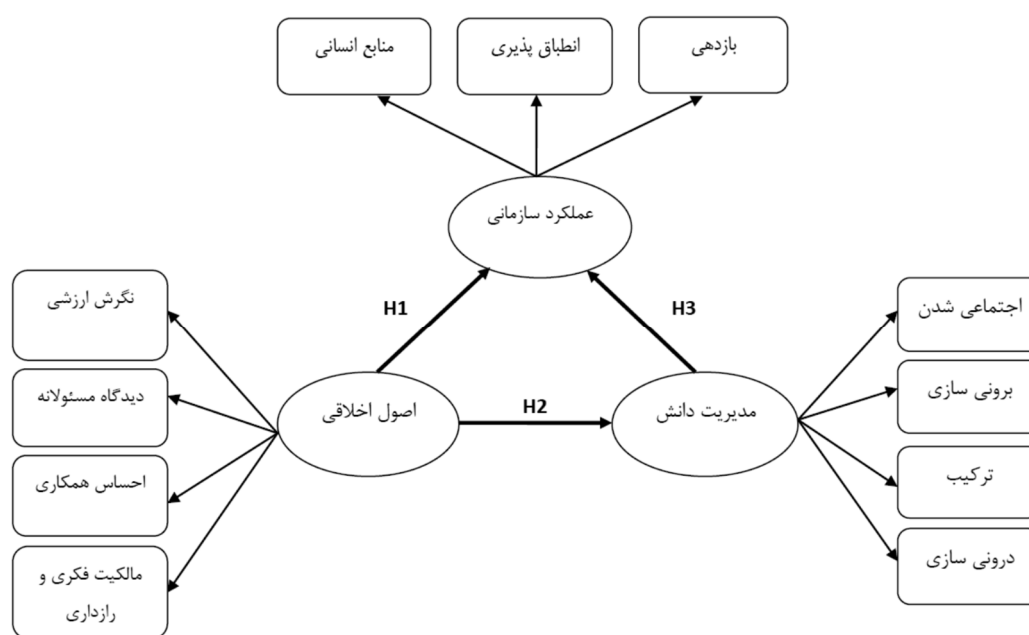 بازدهی
انطباق پذیری
منابع انسانی
عملکرد سازمانی
H1
H3
H2
اصول اخلاقی
مدیریت دانش
اجتماعی شدن
برونی سازی
ترکیب
درونی سازی
نگرش ارزشی
دیدگاه مسئولانه
احساس همکاری
مالکیت فکری و
رازداری